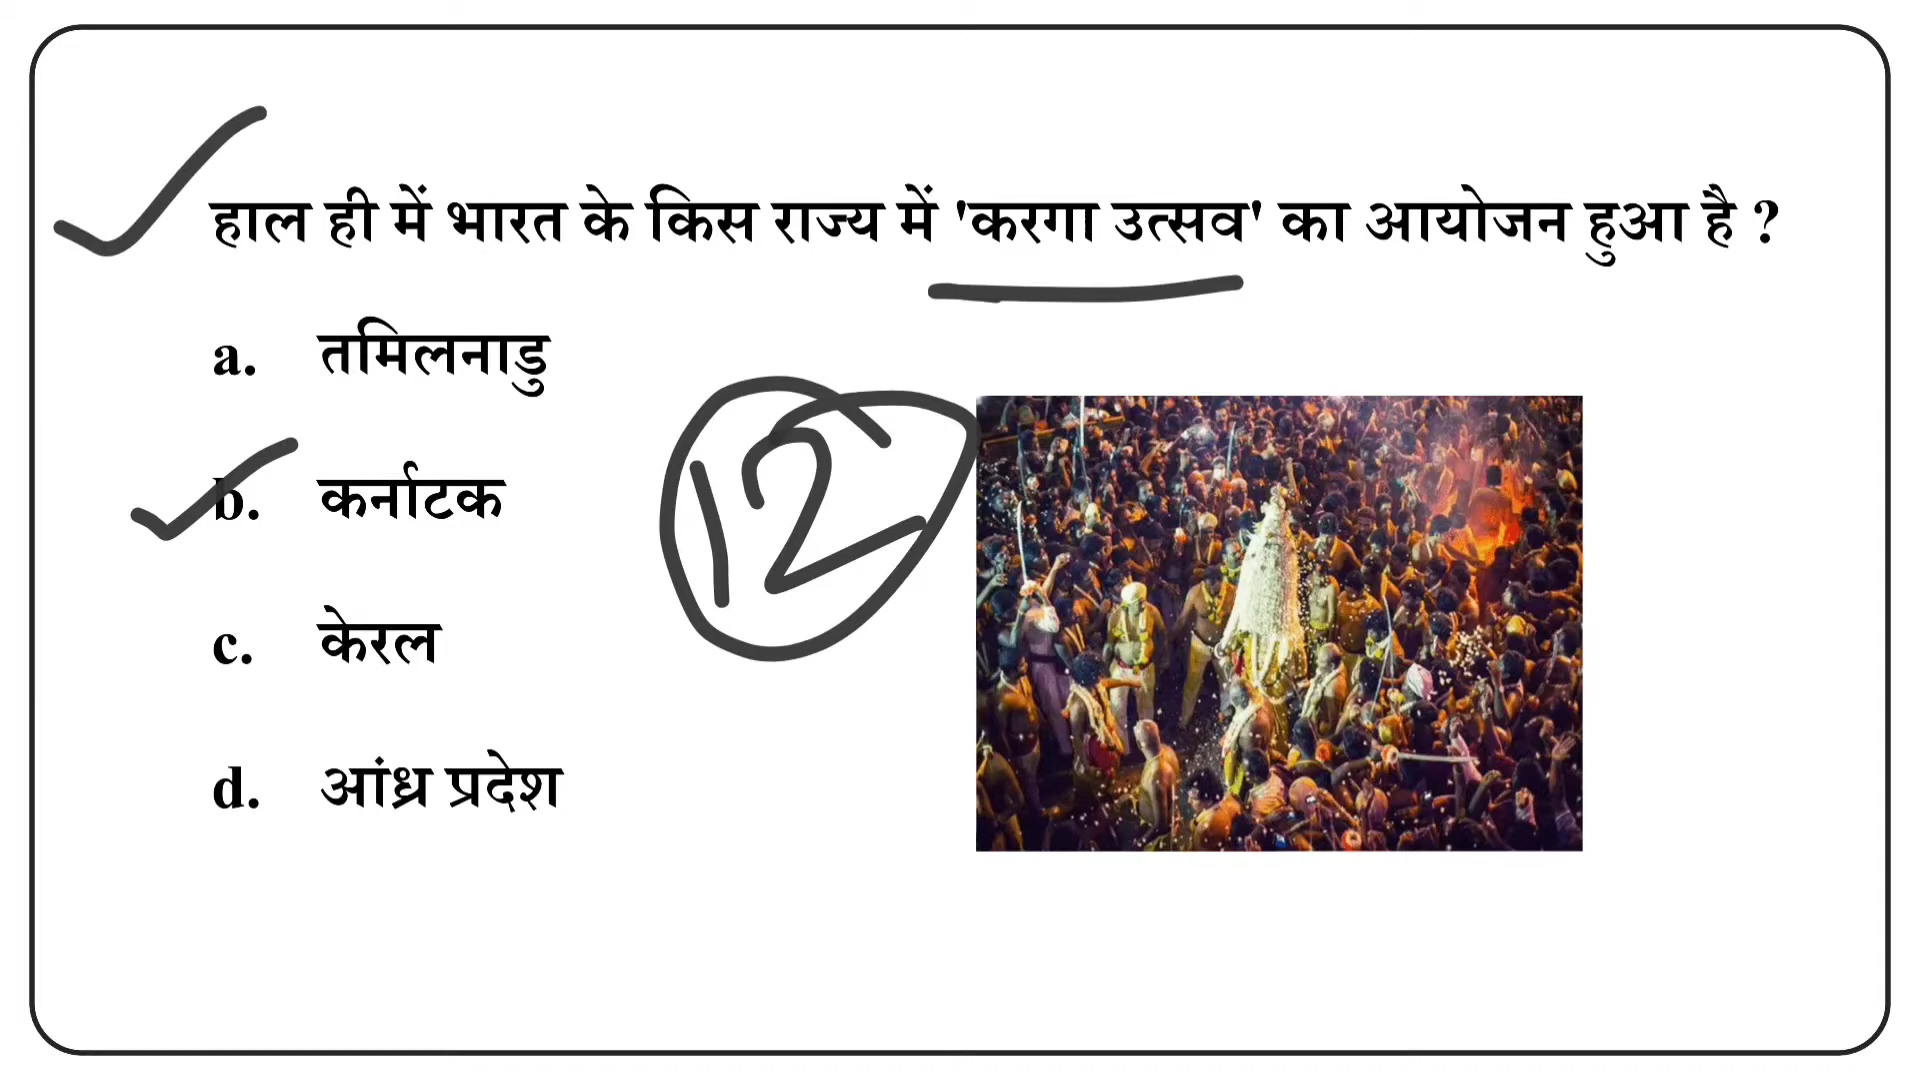 हाल ही में भारत के किस राज्य में 'करगा उत्सव' का आयोजन हुआ है ?
a. तमिलनाडु
b. कर्नाटक
12
c. केरल
d. आंध्र प्रदेश